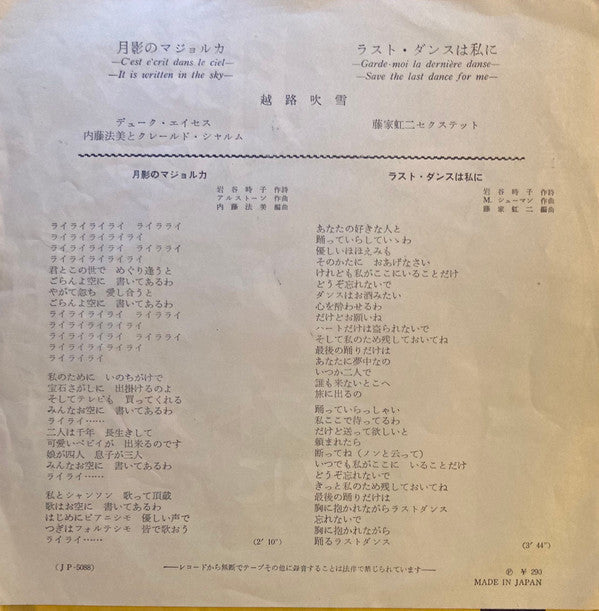 月影のマジョルカ
—C'est e'crit dans le ciel—
—It is written in the sky—
ラスト・ダンスは私に
—Garde-moi la dernière danse—
—Save the last dance for me—
越路吹雪
デューク・エイセス
内藤法美とクレールド・シャルム
藤家虹二セクステット
月影のマジョルカ
岩谷時子 作詩
アルストーン 作曲
内藤法美 編曲
ライライライライ ライラライ
ライライライライライ
ライライライライ ライラライ
ライライライライライ
君とこの世で めぐり逢うと
ごらんよ空に 書いてあるわ
やがて恋ち 愛し合うと
ごらんよ空に 書いてあるわ
ライライライライ ライラライ
ライライライライライ
ライライライライ ライラライ
ライライライライライ
ライライライ
私のために いのちがけで
宝石さがしに 出掛けるのよ
そしてテレビも 買ってくれる
みんなお空に 書いてあるわ
ライライ……
二人は千年 長生きして
可愛いベビイが 出来るのです
娘が四人 息子が三人
みんなお空に 書いてあるわ
ライライ……
私とシャンソン 歌って頂戴
歌はお空に 書いてあるわ
はじめにピアニシモ 優しい声で
つぎはフォルテシモ 皆で歌おう
ライライ……
(2′10″)
ラスト・ダンスは私に
岩谷時子 作詩
M. シューマン 作曲
藤家虹二 編曲
あなたの好きな人と
踊っていらしていゝわ
優しいほほえみも
そのかたに おあげなさい
けれども私がここにいることだけ
どうぞ忘れないで
ダンスはお酒みたい
心を酔わせるわ
だけどお願いね
ハートだけは盗られないで
そして私のため残しておいてね
最後の踊りだけは
あなたに夢中なの
いつか二人で
誰も来ないとこへ
旅に出るの
踊っていらっしゃい
私ここで待ってるわ
だけど送って欲しいと
頼まれたら
断ってね(ノンと云って)
いつでも私がここに いることだけ
どうぞ忘れないで
きっと私のため残しておいてね
最後の踊りだけは
胸に抱かれながらラストダンス
忘れないで
胸に抱かれながら
踊るラストダンス
(3′44″)
(JP-5088)
——レコードから無断でテープその他に録音することは法律で禁じられています——
Ⓟ ¥ 290
MADE IN JAPAN